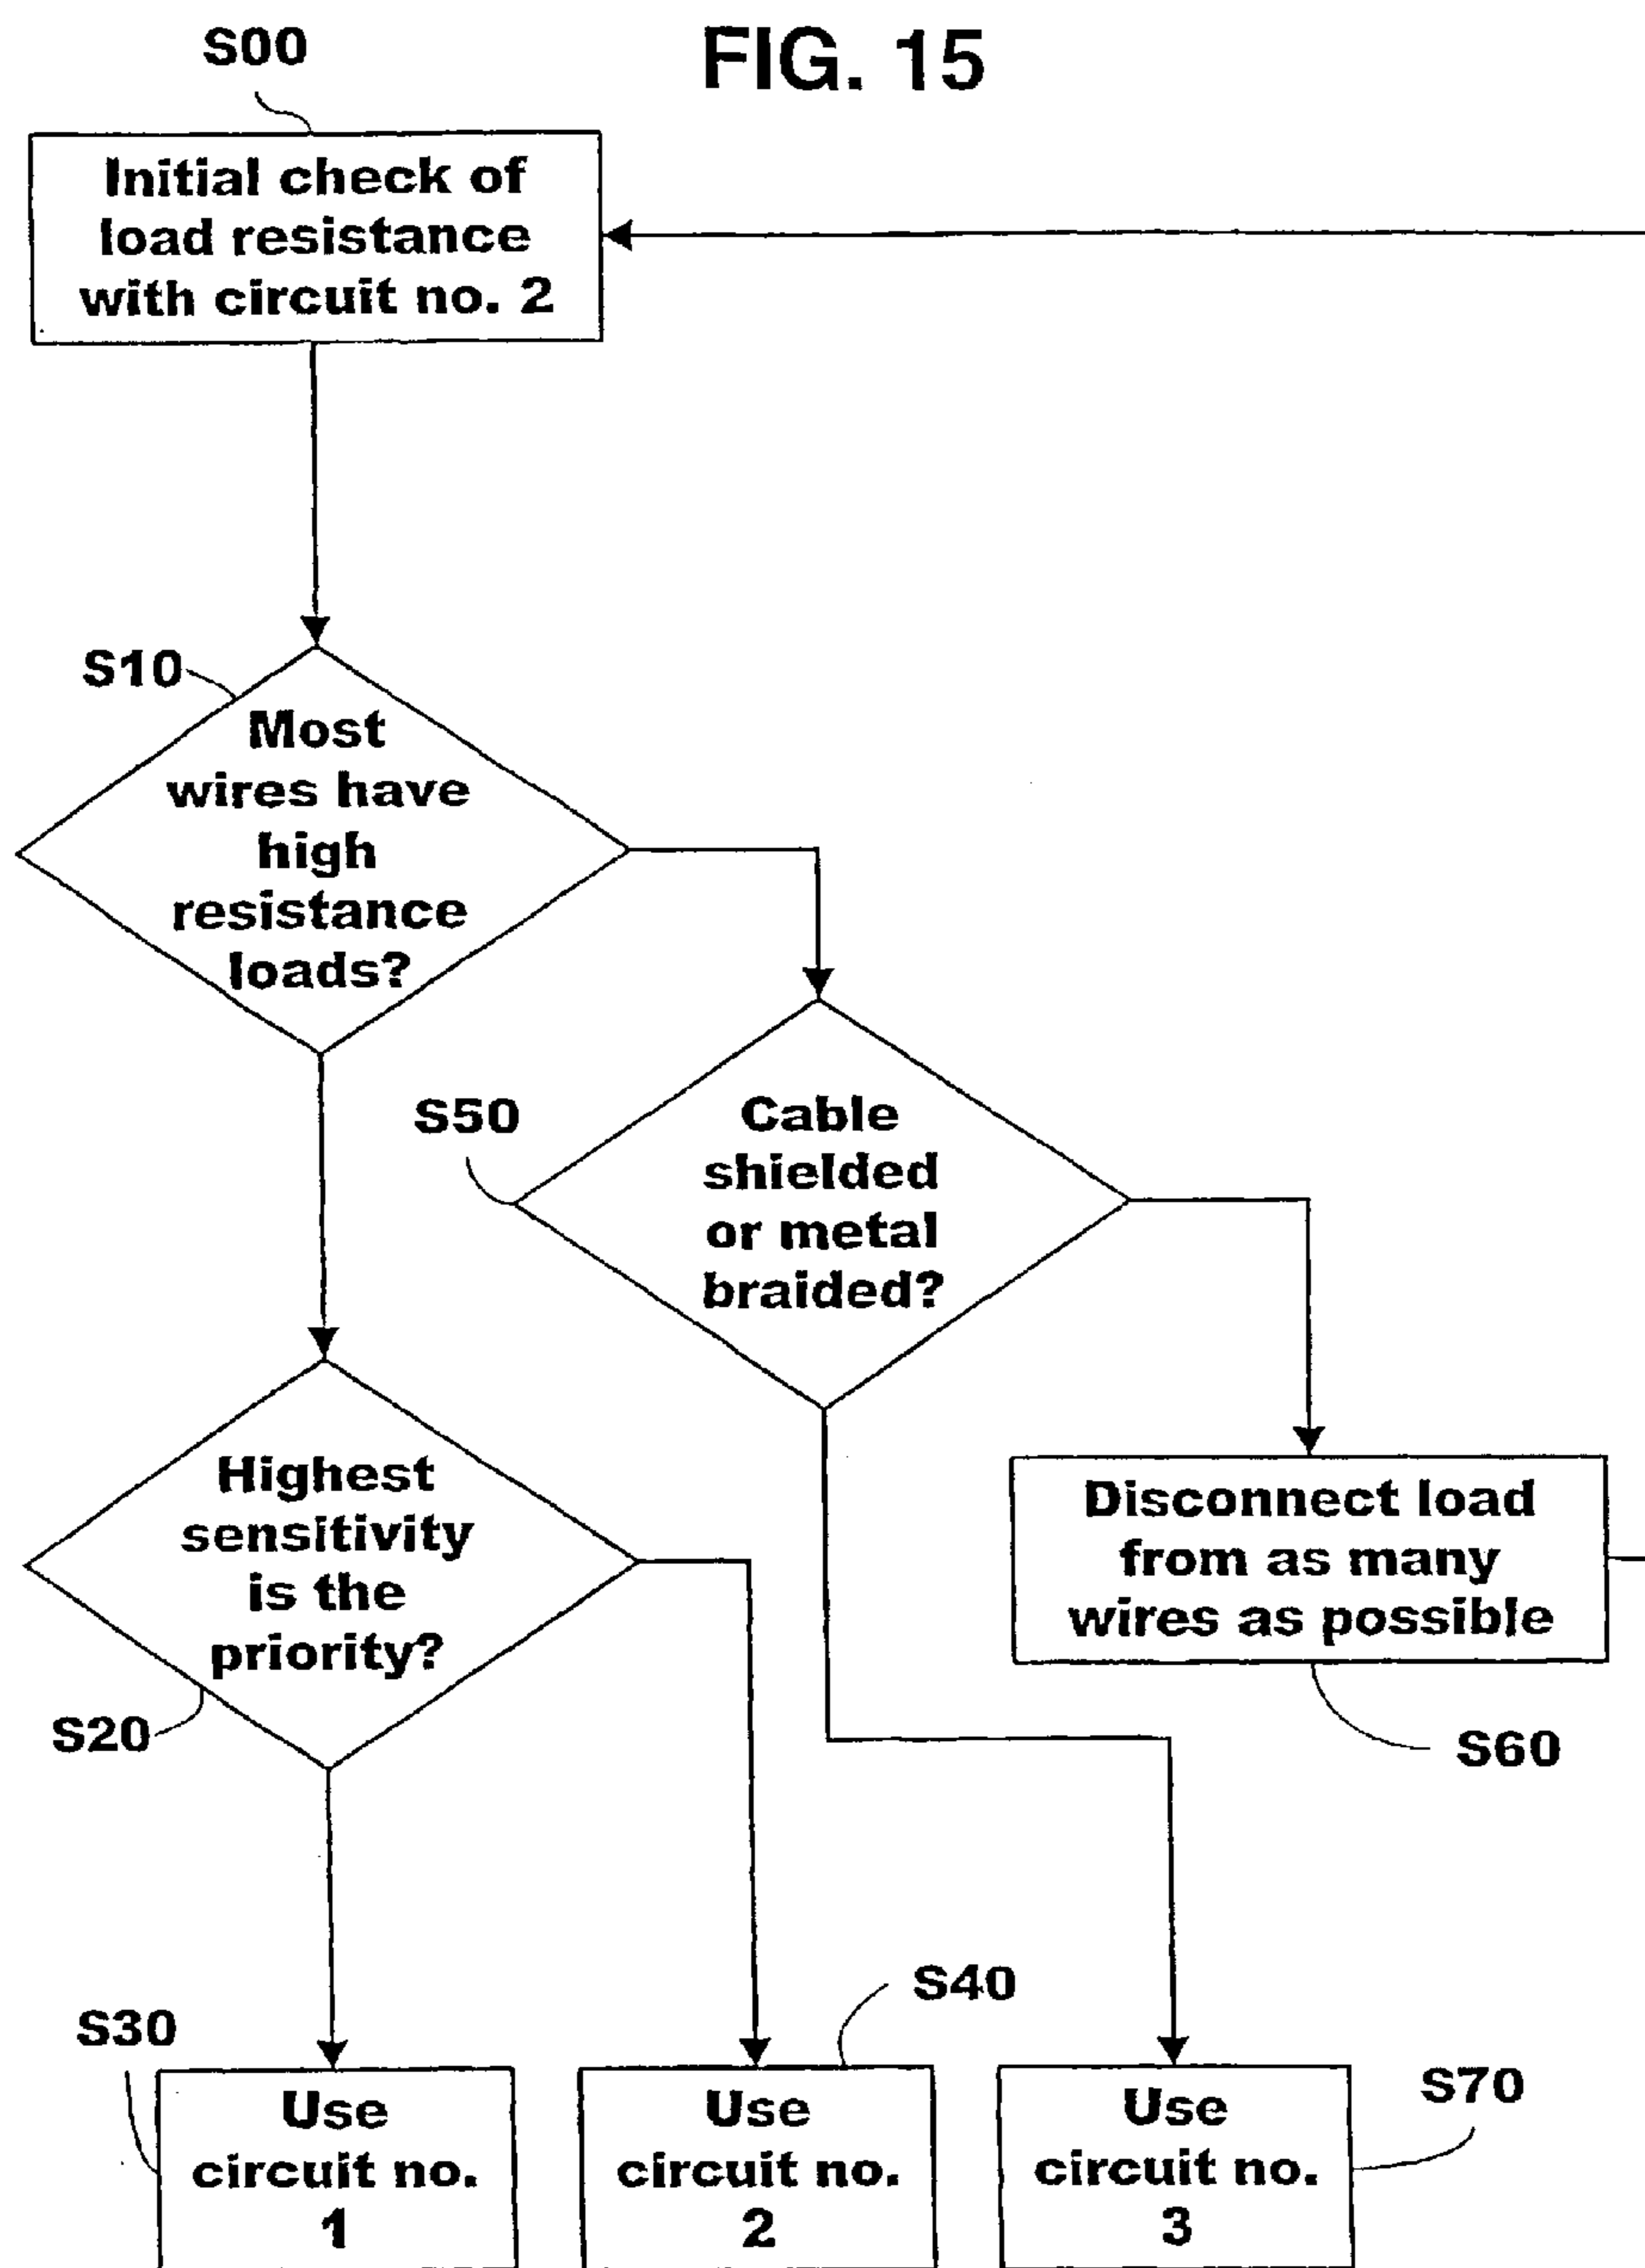 S00
FIG. 15
Initial check of
load resistance
with circuit no. 2
S10
Most
wires have
high
resistance
loads?
S50
Cable
shielded
or metal
braided?
Highest
sensitivity
is the
priority?
S20
Disconnect load
from as many
wires as possible
S60
S30
Use
circuit no.
1
S40
Use
circuit no.
2
Use
circuit no.
3
S70